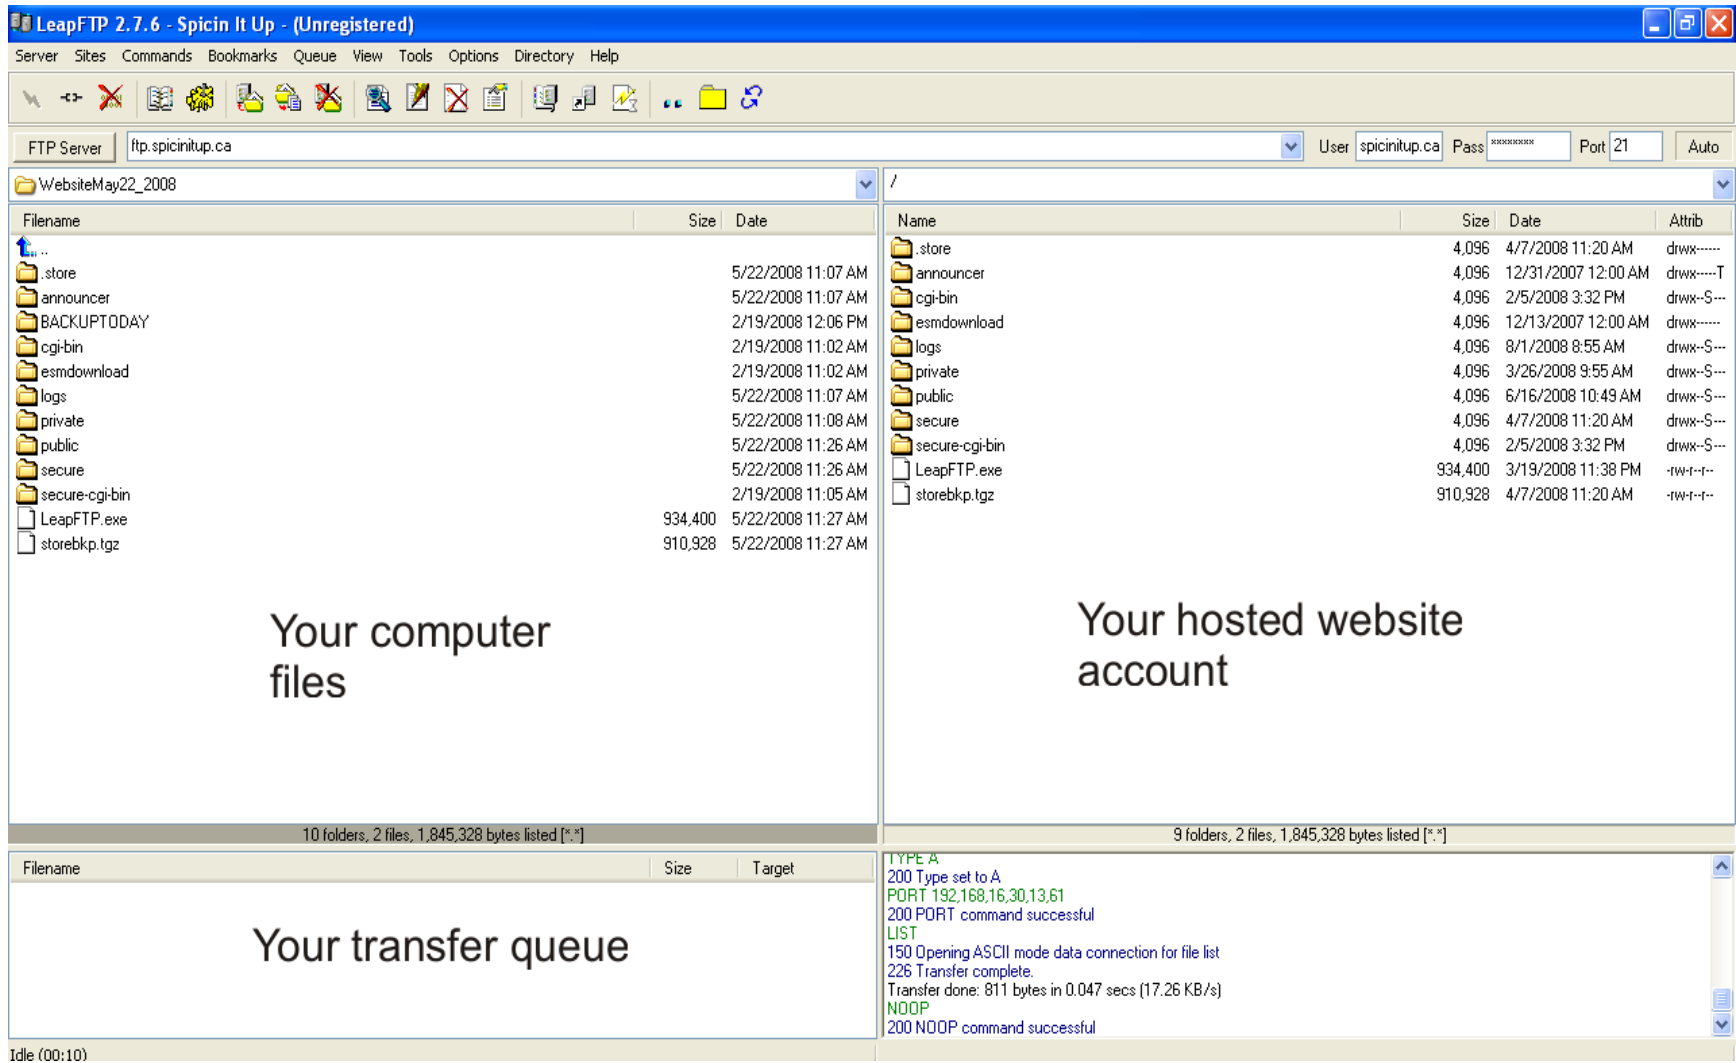 LeapFTP 2.7.6 - Spicin It Up - (Unregistered)
Server Sites Commands Bookmarks Queue View Tools Options Directory Help
FTP Server ftp.spicinitup.ca User spicinitup.ca Pass ******** Port 21 Auto
WebsiteMay22_2008
/
Filename Size Date
..
.store 5/22/2008 11:07 AM
announcer 5/22/2008 11:07 AM
BACKUPTODAY 2/19/2008 12:06 PM
cgi-bin 2/19/2008 11:02 AM
esmdownload 2/19/2008 11:02 AM
logs 5/22/2008 11:07 AM
private 5/22/2008 11:08 AM
public 5/22/2008 11:26 AM
secure 5/22/2008 11:26 AM
secure-cgi-bin 2/19/2008 11:05 AM
LeapFTP.exe 934,400 5/22/2008 11:27 AM
storebkp.tgz 910,928 5/22/2008 11:27 AM
Your computer
files
10 folders, 2 files, 1,845,328 bytes listed [*.*]
Name Size Date Attrib
.store 4,096 4/7/2008 11:20 AM drwx------
announcer 4,096 12/31/2007 12:00 AM drwx-----T
cgi-bin 4,096 2/5/2008 3:32 PM drwx--S---
esmdownload 4,096 12/13/2007 12:00 AM drwx------
logs 4,096 8/1/2008 8:55 AM drwx--S---
private 4,096 3/26/2008 9:55 AM drwx--S---
public 4,096 6/16/2008 10:49 AM drwx--S---
secure 4,096 4/7/2008 11:20 AM drwx--S---
secure-cgi-bin 4,096 2/5/2008 3:32 PM drwx--S---
LeapFTP.exe 934,400 3/19/2008 11:38 PM -rw-r--r--
storebkp.tgz 910,928 4/7/2008 11:20 AM -rw-r--r--
Your hosted website
account
9 folders, 2 files, 1,845,328 bytes listed [*.*]
Filename Size Target
Your transfer queue
TYPE A
200 Type set to A
PORT 192,168,16,30,13,61
200 PORT command successful
LIST
150 Opening ASCII mode data connection for file list
226 Transfer complete.
Transfer done: 811 bytes in 0.047 secs (17.26 KB/s)
NOOP
200 NOOP command successful
Idle (00:10)